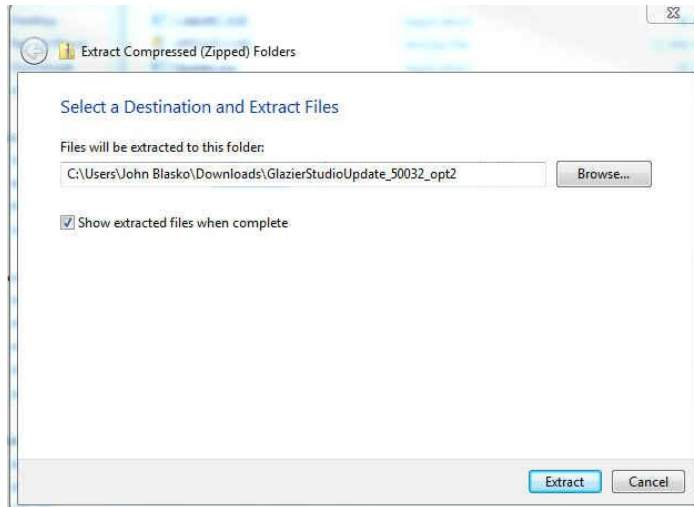 Extract Compressed (Zipped) Folders
Select a Destination and Extract Files
Files will be extracted to this folder:
C:\Users\John Blasko\Downloads\GlazierStudioUpdate_50032_opt2
Browse...
Show extracted files when complete
Extract
Cancel